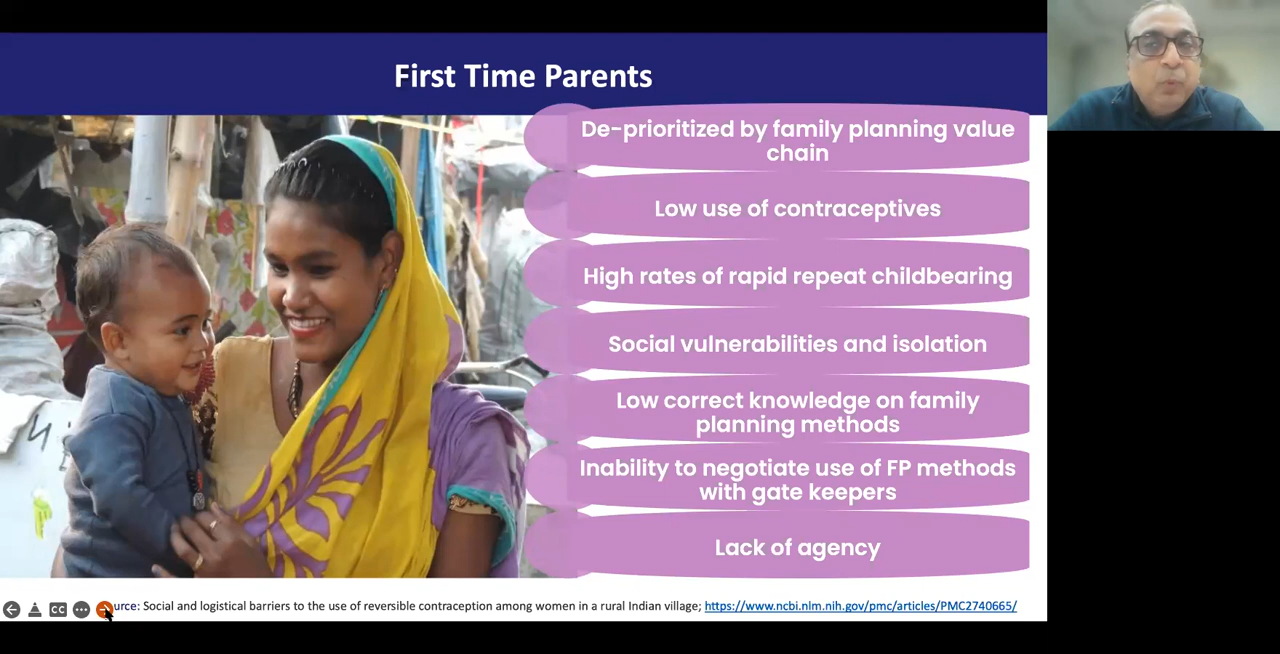 First Time Parents
De-prioritized by family planning value
chain
Low use of contraceptives
High rates of rapid repeat childbearing
Social vulnerabilities and isolation
Low correct knowledge on family
planning methods
Inability to negotiate use of FP methods
with gate keepers
Lack of agency
CC
urce: Social and logistical barriers to the use of reversible contraception among women in a rural Indian village; https://www.ncbi.nlm.nih.gov/pmc/articles/PMC2740665/